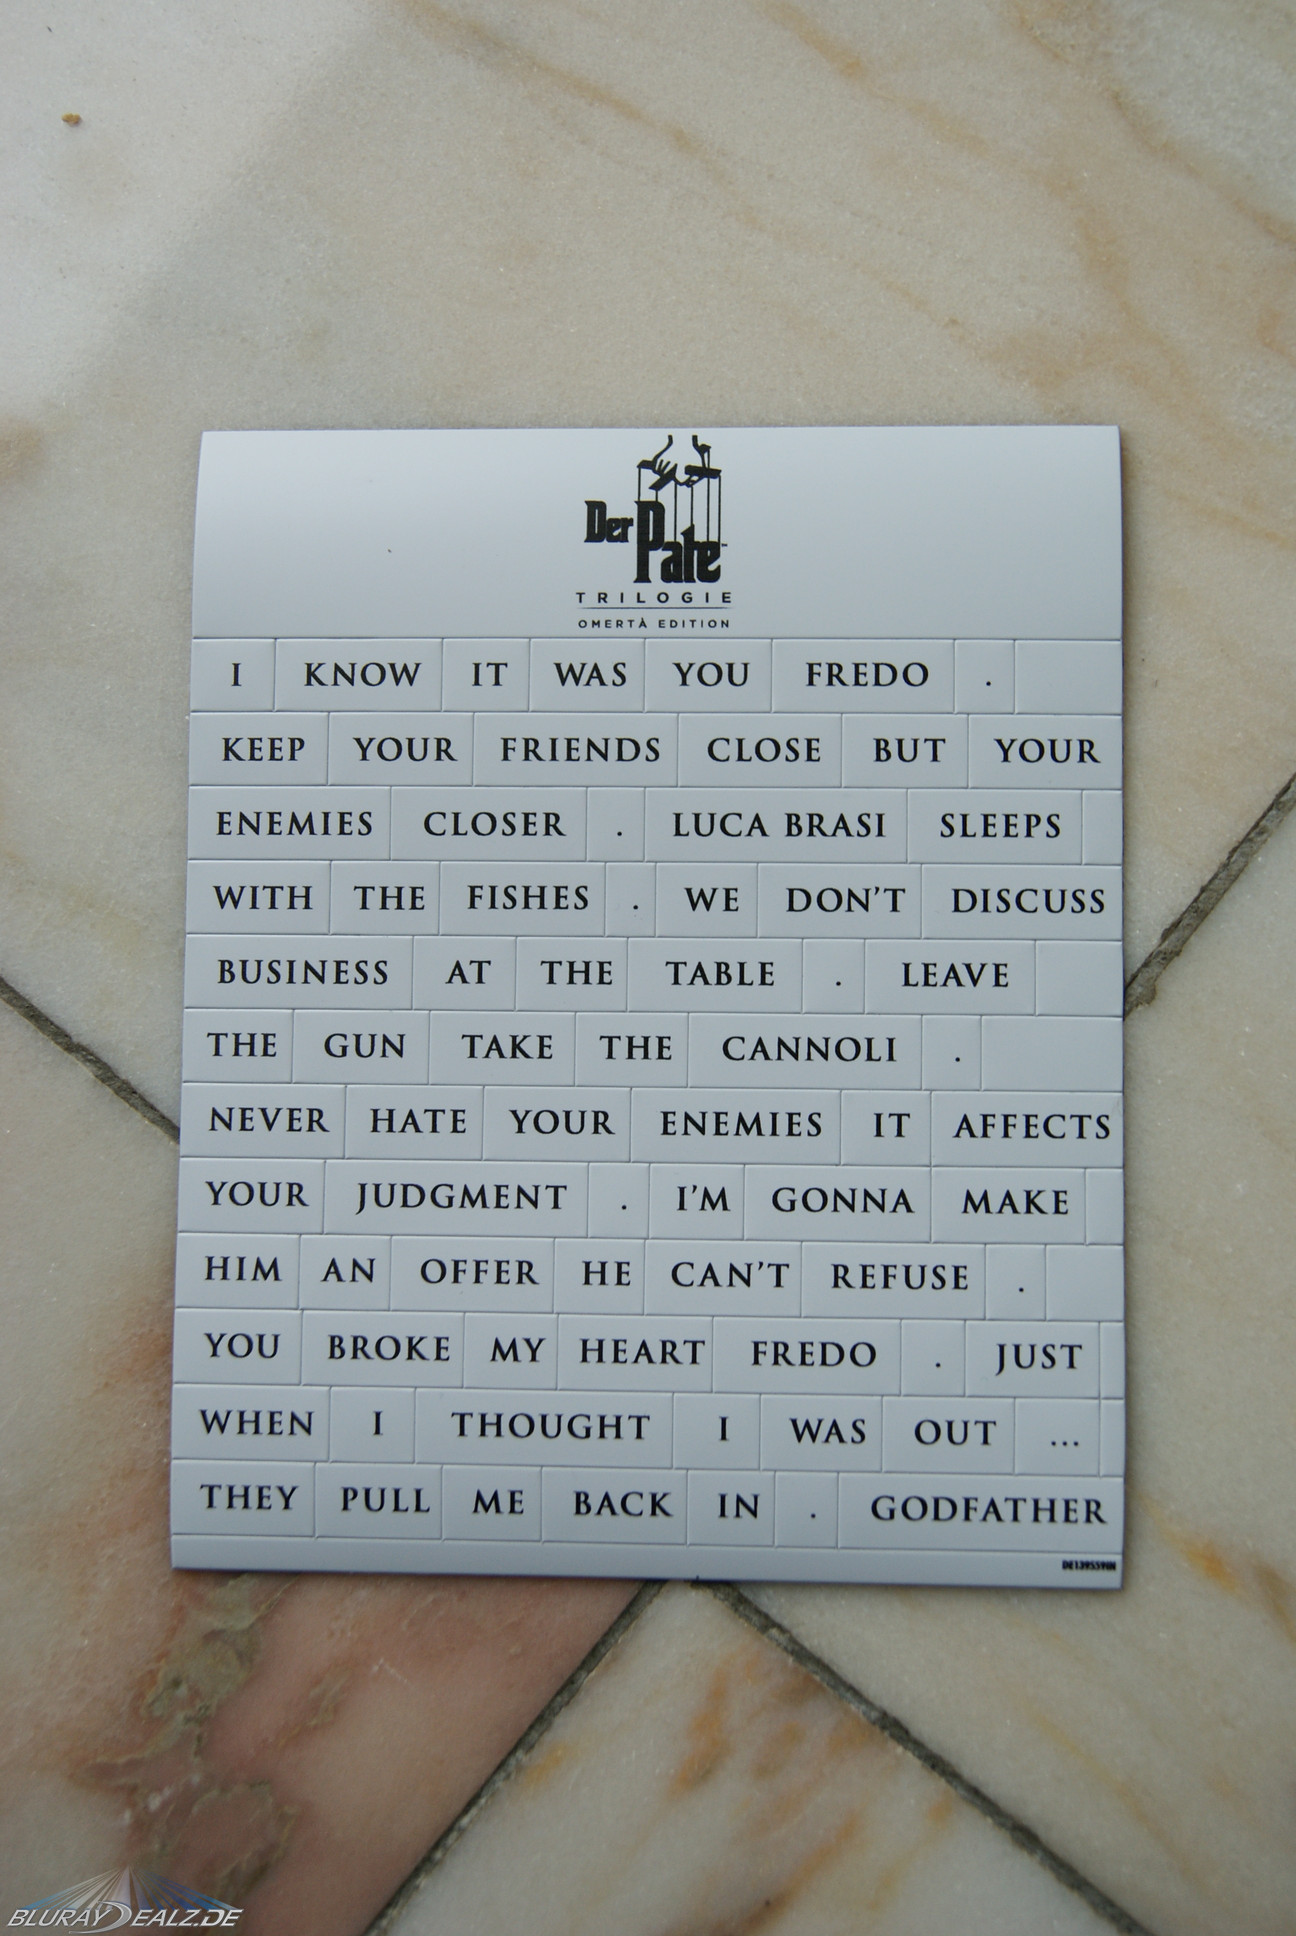 Der Pate
TRILOGIE
OMERTÀ EDITION
I KNOW IT WAS YOU FREDO .
KEEP YOUR FRIENDS CLOSE BUT YOUR
ENEMIES CLOSER . LUCA BRASI SLEEPS
WITH THE FISHES . WE DON'T DISCUSS
BUSINESS AT THE TABLE . LEAVE
THE GUN TAKE THE CANNOLI .
NEVER HATE YOUR ENEMIES IT AFFECTS
YOUR JUDGMENT . I'M GONNA MAKE
HIM AN OFFER HE CAN'T REFUSE .
YOU BROKE MY HEART FREDO . JUST
WHEN I THOUGHT I WAS OUT ...
THEY PULL ME BACK IN . GODFATHER
BLURAYDEALZ.DE